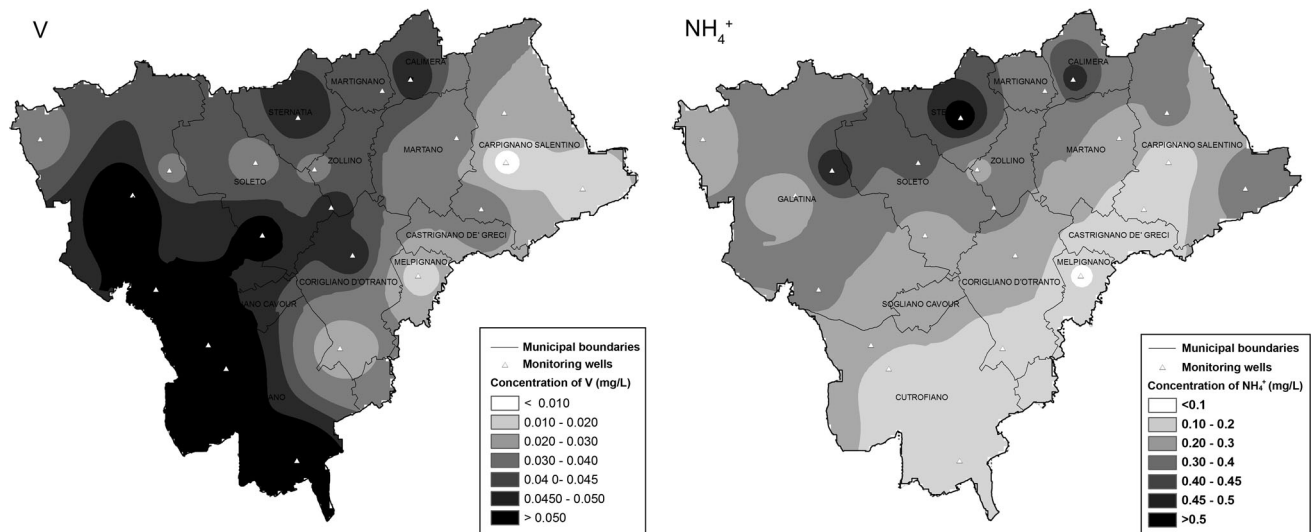 V
CALIMERA
MARTIGNANO
STERNATIA
CARPIGNANO SALENTINO
MARTANO
ZOLLINO
SOLETO
CASTRIGNANO DE' GRECI
MELPIGNANO
CORIGLIANO D'OTRANTO
IANO CAVOUR
ANO
Municipal boundaries
Monitoring wells
Concentration of V (mg/L)
< 0.010
0.010 - 0.020
0.020 - 0.030
0.030 - 0.040
0.04 0- 0.045
0.0450 - 0.050
> 0.050
NH₄⁺
CALIMERA
MARTIGNANO
STE
CARPIGNANO SALENTINO
MARTANO
ZOLLINO
SOLETO
GALATINA
CASTRIGNANO DE' GRECI
MELPIGNANO
CORIGLIANO D'OTRANTO
SOGLIANO CAVOUR
CUTROFIANO
Municipal boundaries
Monitoring wells
Concentration of NH₄⁺ (mg/L)
<0.1
0.10 - 0.2
0.20 - 0.3
0.30 - 0.4
0.40 - 0.45
0.45 - 0.5
>0.5